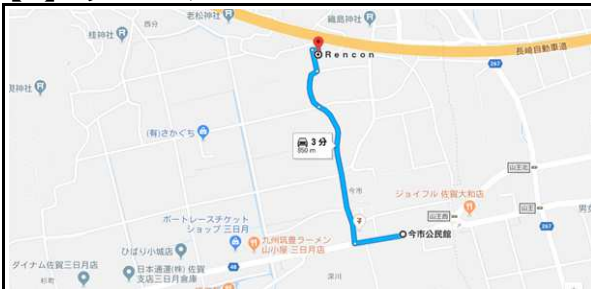 老松神社
鍋島神社
西分
桂神社
Rencon
長崎自動車道
267
(有)さかぐち
3分
850 m
山王北
今市
ジョイフル 佐賀大和店
ボートレースチケット
ショップ 三日月
山王西
山王
今市公民館
267
九州筑豊ラーメン
山小屋 三日月店
ひばり小城店
48
ダイナム佐賀三日月店
日本通運(株) 佐賀
支店三日月倉庫
深川